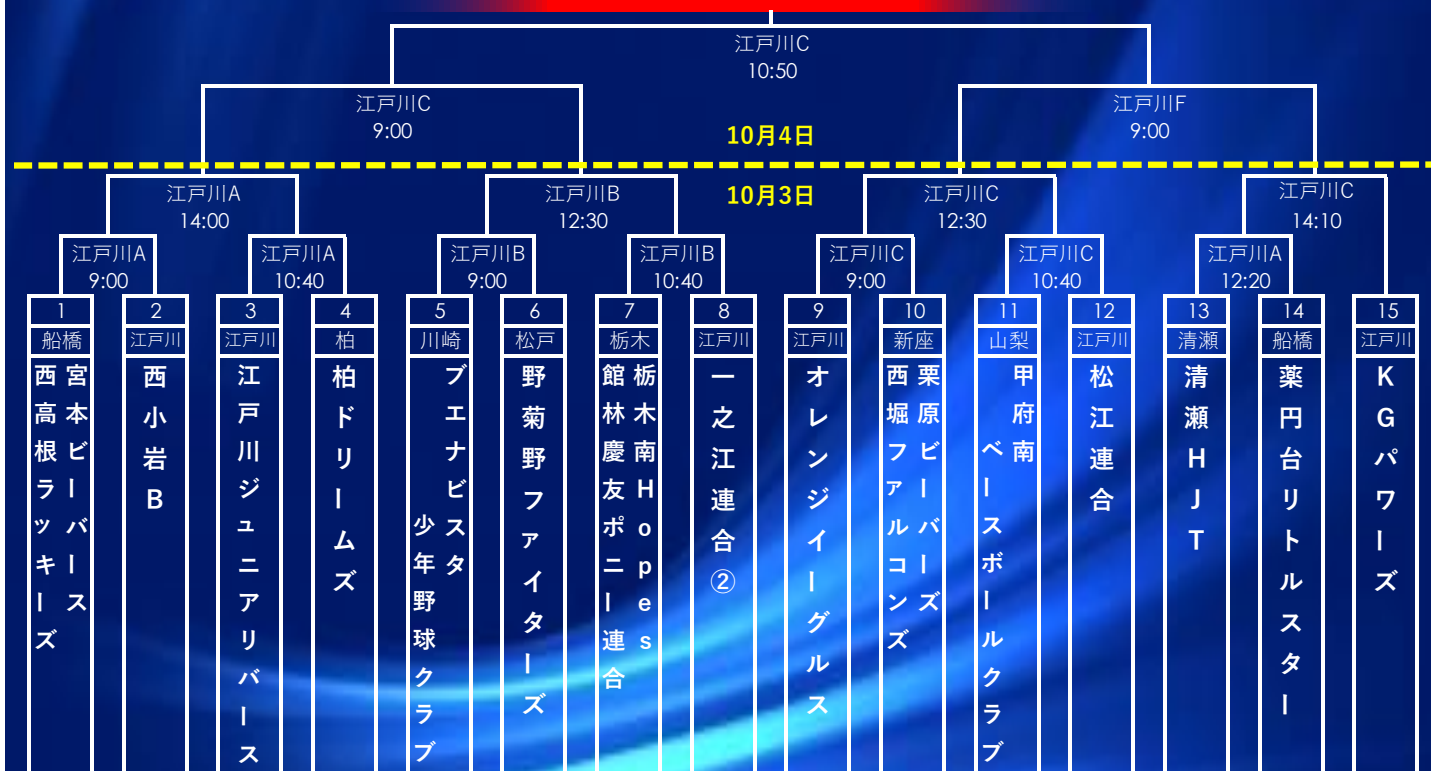 江戸川C
10:50
江戸川C
9:00
江戸川F
9:00
10月4日
10月3日
江戸川A
14:00
江戸川B
12:30
江戸川C
12:30
江戸川C
14:10
江戸川A
9:00
江戸川A
10:40
江戸川B
9:00
江戸川B
10:40
江戸川C
9:00
江戸川C
10:40
江戸川A
12:20
1
船橋
宮本ビーバース
西高根ラッキーズ
2
江戸川
西小岩B
3
江戸川
江戸川ジュニアリバース
4
柏
柏ドリームズ
5
川崎
ブエナビスタ
少年野球クラブ
6
松戸
野菊野ファイターズ
7
栃木
栃木南Hopes
館林慶友ポニー連合
8
江戸川
一之江連合②
9
江戸川
オレンジイーグルス
10
新座
栗原ビーバーズ
西堀ファルコンズ
11
山梨
甲府南
ベースボールクラブ
12
江戸川
松江連合
13
清瀬
清瀬HJT
14
船橋
薬円台リトルスター
15
江戸川
KGパワーズ